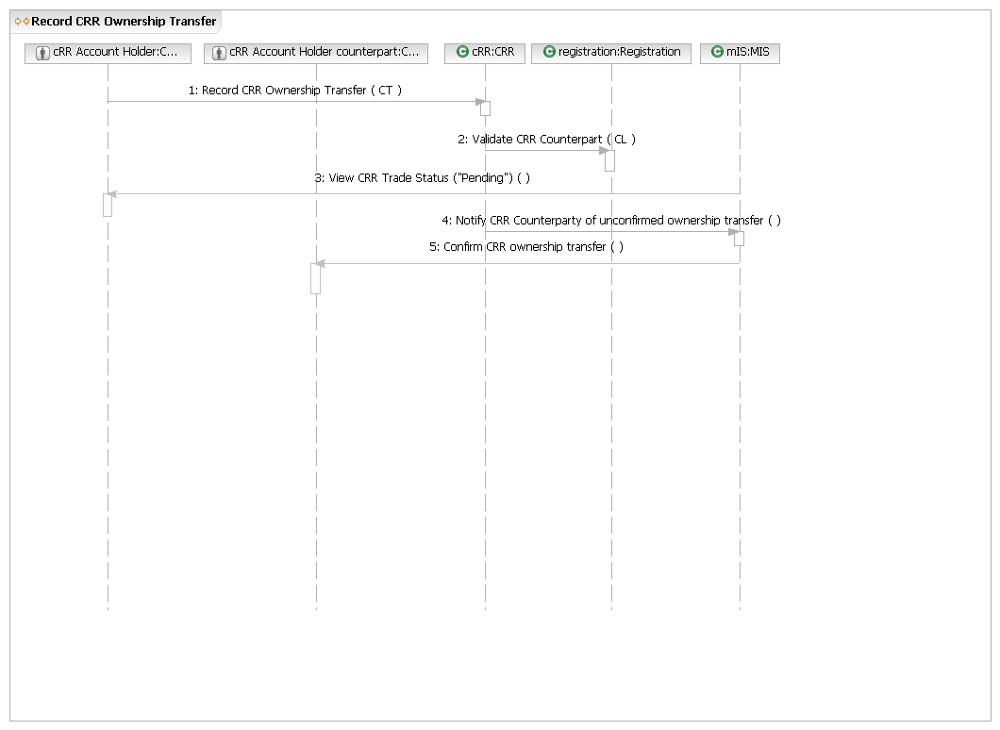 Record CRR Ownership Transfer
cRR Account Holder:C...
cRR Account Holder counterpart:C...
cRR:CRR
registration:Registration
mIS:MIS
1: Record CRR Ownership Transfer ( CT )
2: Validate CRR Counterpart ( CL )
3: View CRR Trade Status ("Pending") ( )
4: Notify CRR Counterparty of unconfirmed ownership transfer ( )
5: Confirm CRR ownership transfer ( )